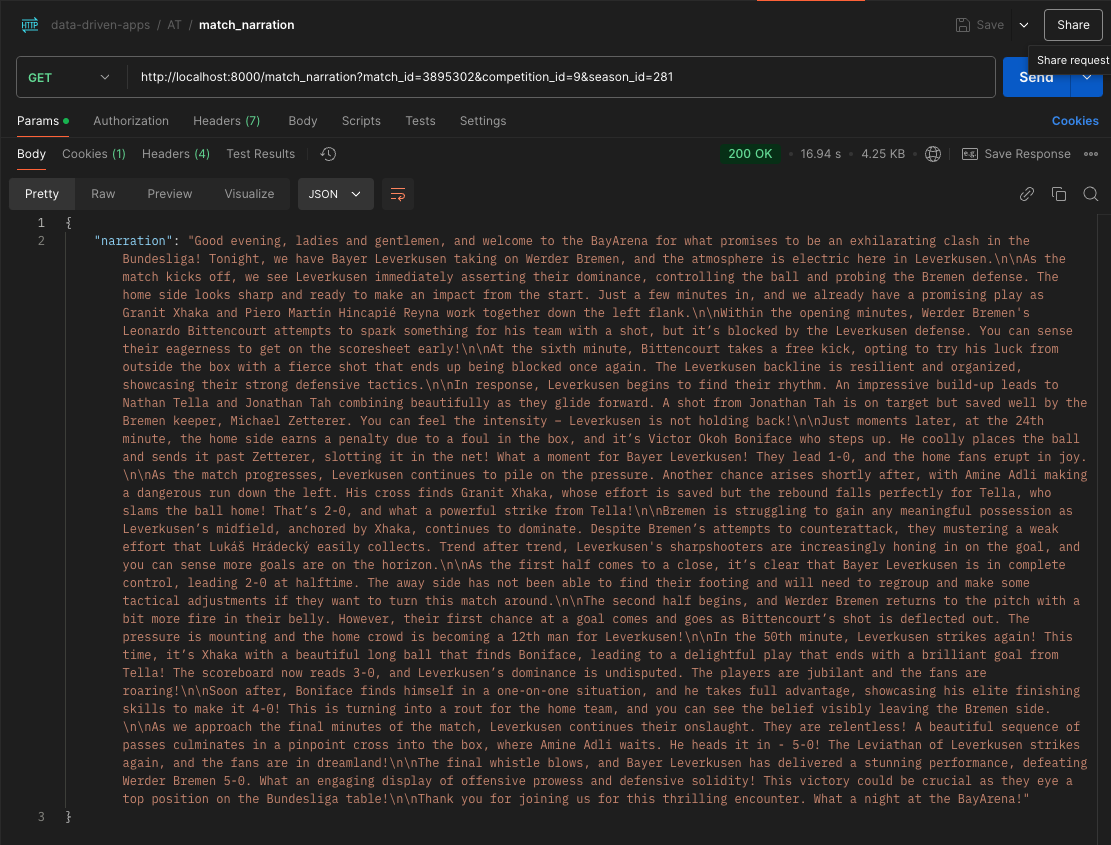 HTTP data-driven-apps / AT / match_narration Save Share
Share request
GET http://localhost:8000/match_narration?match_id=3895302&competition_id=9&season_id=281 Send
Params Authorization Headers (7) Body Scripts Tests Settings Cookies
Body Cookies (1) Headers (4) Test Results 200 OK 16.94 s 4.25 KB e.g. Save Response
Pretty Raw Preview Visualize JSON
1 {
2 "narration": "Good evening, ladies and gentlemen, and welcome to the BayArena for what promises to be an exhilarating clash in the
Bundesliga! Tonight, we have Bayer Leverkusen taking on Werder Bremen, and the atmosphere is electric here in Leverkusen.\n\nAs the
match kicks off, we see Leverkusen immediately asserting their dominance, controlling the ball and probing the Bremen defense. The
home side looks sharp and ready to make an impact from the start. Just a few minutes in, and we already have a promising play as
Granit Xhaka and Piero Martín Hincapié Reyna work together down the left flank.\n\nWithin the opening minutes, Werder Bremen's
Leonardo Bittencourt attempts to spark something for his team with a shot, but it’s blocked by the Leverkusen defense. You can sense
their eagerness to get on the scoresheet early!\n\nAt the sixth minute, Bittencourt takes a free kick, opting to try his luck from
outside the box with a fierce shot that ends up being blocked once again. The Leverkusen backline is resilient and organized,
showcasing their strong defensive tactics.\n\nIn response, Leverkusen begins to find their rhythm. An impressive build-up leads to
Nathan Tella and Jonathan Tah combining beautifully as they glide forward. A shot from Jonathan Tah is on target but saved well by the
Bremen keeper, Michael Zetterer. You can feel the intensity – Leverkusen is not holding back!\n\nJust moments later, at the 24th
minute, the home side earns a penalty due to a foul in the box, and it’s Victor Okoh Boniface who steps up. He coolly places the ball
and sends it past Zetterer, slotting it in the net! What a moment for Bayer Leverkusen! They lead 1-0, and the home fans erupt in joy.
\n\nAs the match progresses, Leverkusen continues to pile on the pressure. Another chance arises shortly after, with Amine Adli making
a dangerous run down the left. His cross finds Granit Xhaka, whose effort is saved but the rebound falls perfectly for Tella, who
slams the ball home! That’s 2-0, and what a powerful strike from Tella!\n\nBremen is struggling to gain any meaningful possession as
Leverkusen’s midfield, anchored by Xhaka, continues to dominate. Despite Bremen’s attempts to counterattack, they mustering a weak
effort that Lukáš Hrádecký easily collects. Trend after trend, Leverkusen's sharpshooters are increasingly honing in on the goal, and
you can sense more goals are on the horizon.\n\nAs the first half comes to a close, it’s clear that Bayer Leverkusen is in complete
control, leading 2-0 at halftime. The away side has not been able to find their footing and will need to regroup and make some
tactical adjustments if they want to turn this match around.\n\nThe second half begins, and Werder Bremen returns to the pitch with a
bit more fire in their belly. However, their first chance at a goal comes and goes as Bittencourt’s shot is deflected out. The
pressure is mounting and the home crowd is becoming a 12th man for Leverkusen!\n\nIn the 50th minute, Leverkusen strikes again! This
time, it’s Xhaka with a beautiful long ball that finds Boniface, leading to a delightful play that ends with a brilliant goal from
Tella! The scoreboard now reads 3-0, and Leverkusen’s dominance is undisputed. The players are jubilant and the fans are
roaring!\n\nSoon after, Boniface finds himself in a one-on-one situation, and he takes full advantage, showcasing his elite finishing
skills to make it 4-0! This is turning into a rout for the home team, and you can see the belief visibly leaving the Bremen side.
\n\nAs we approach the final minutes of the match, Leverkusen continues their onslaught. They are relentless! A beautiful sequence of
passes culminates in a pinpoint cross into the box, where Amine Adli waits. He heads it in - 5-0! The Leviathan of Leverkusen strikes
again, and the fans are in dreamland!\n\nThe final whistle blows, and Bayer Leverkusen has delivered a stunning performance, defeating
Werder Bremen 5-0. What an engaging display of offensive prowess and defensive solidity! This victory could be crucial as they eye a
top position on the Bundesliga table!\n\nThank you for joining us for this thrilling encounter. What a night at the BayArena!"
3 }